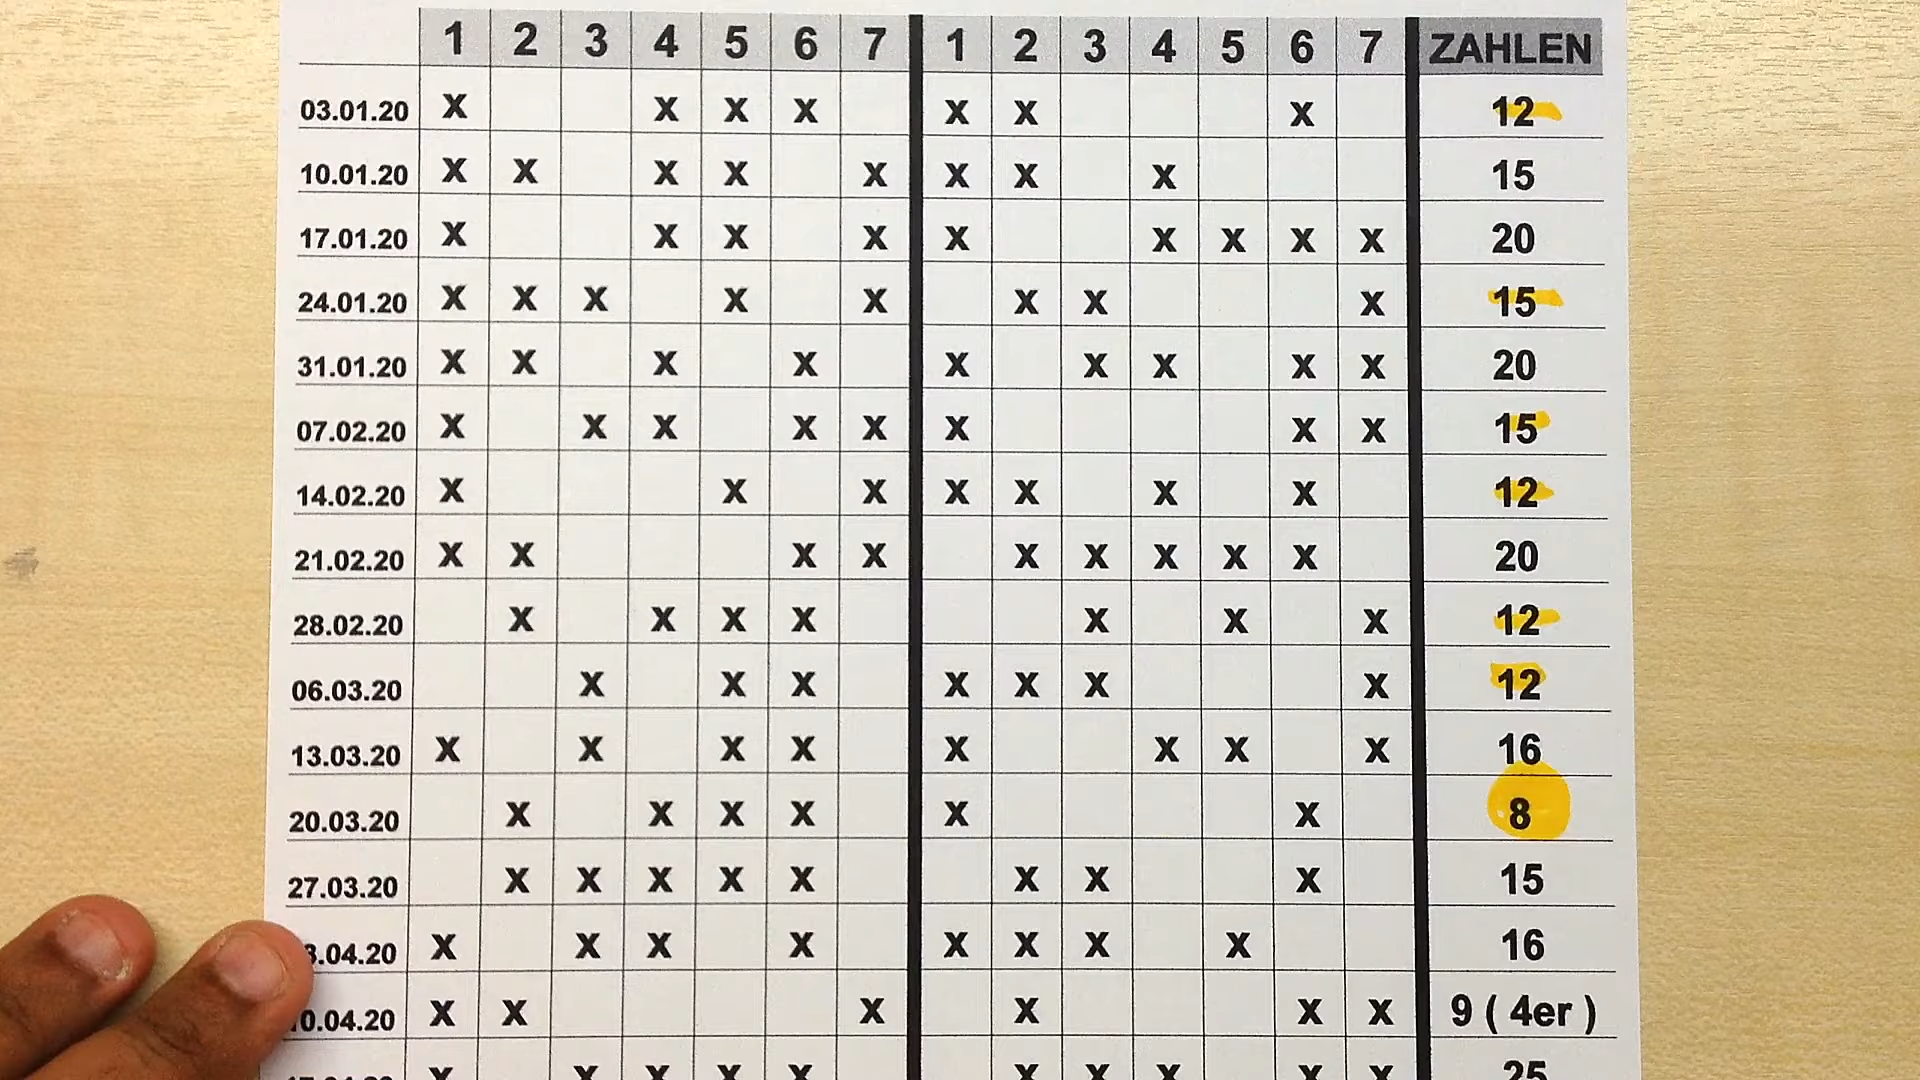 1 2 3 4 5 6 7 1 2 3 4 5 6 7 ZAHLEN
03.01.20 X X X X X X X 12
10.01.20 X X X X X X X X 15
17.01.20 X X X X X X X X X 20
24.01.20 X X X X X X X X 15
31.01.20 X X X X X X X X X 20
07.02.20 X X X X X X X X 15
14.02.20 X X X X X X X 12
21.02.20 X X X X X X X X X 20
28.02.20 X X X X X X X 12
06.03.20 X X X X X X X 12
13.03.20 X X X X X X X X 16
20.03.20 X X X X X X 8
27.03.20 X X X X X X X X 15
3.04.20 X X X X X X X X 16
0.04.20 X X X X X X 9 ( 4er )
X X X X X X X X X X 25